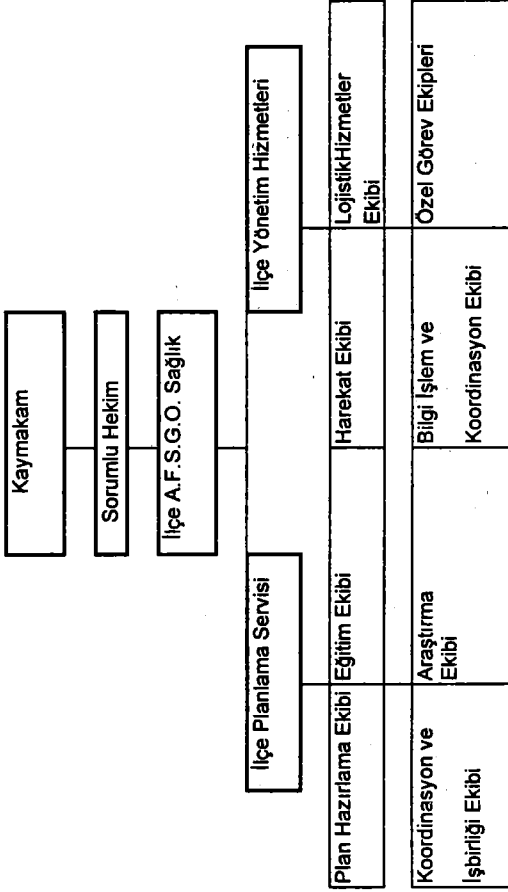 Kaymakam
Sorumlu Hekim
İlçe A.F.S.G.O. Sağlık
İlçe Planlama Servisi
İlçe Yönetim Hizmetleri
Plan Hazırlama Ekibi
Eğitim Ekibi
Harekat Ekibi
LojistikHizmetler
Ekibi
Koordinasyon ve
İşbirliği Ekibi
Araştırma
Ekibi
Bilgi İşlem ve
Koordinasyon Ekibi
Özel Görev Ekipleri